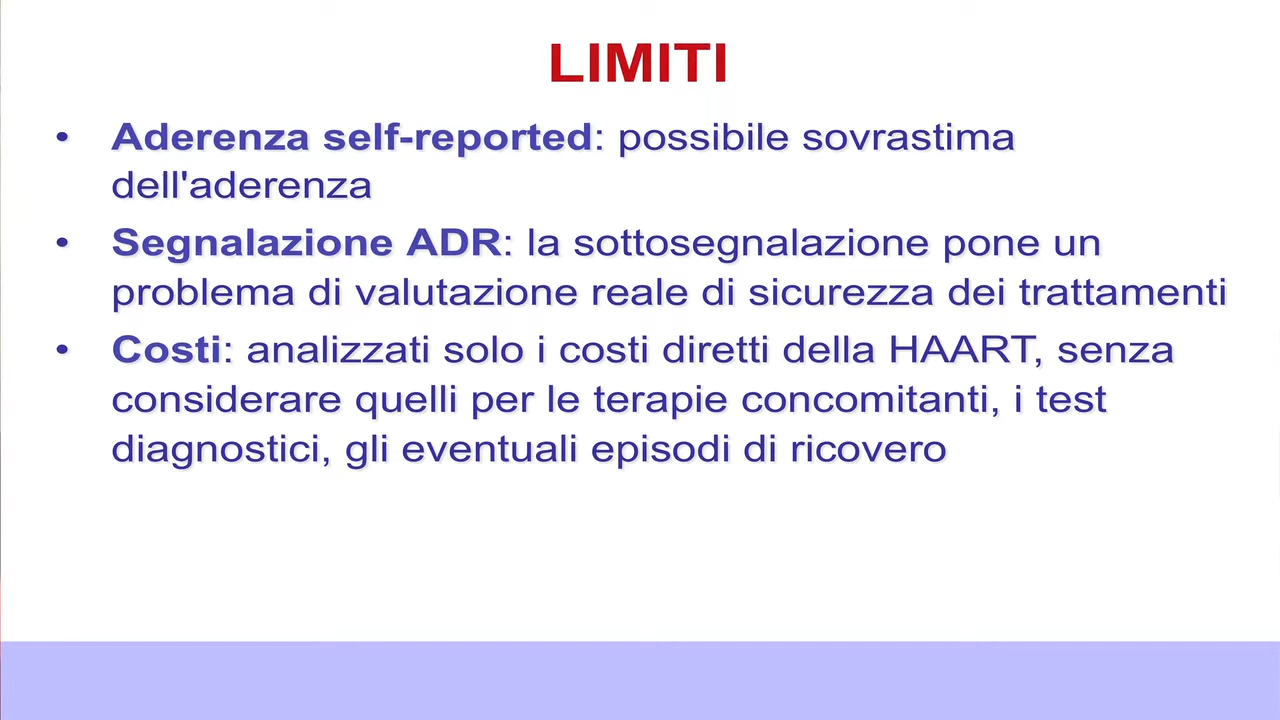 LIMITI
• Aderenza self-reported: possibile sovrastima
dell'aderenza
• Segnalazione ADR: la sottosegnalazione pone un
problema di valutazione reale di sicurezza dei trattamenti
• Costi: analizzati solo i costi diretti della HAART, senza
considerare quelli per le terapie concomitanti, i test
diagnostici, gli eventuali episodi di ricovero